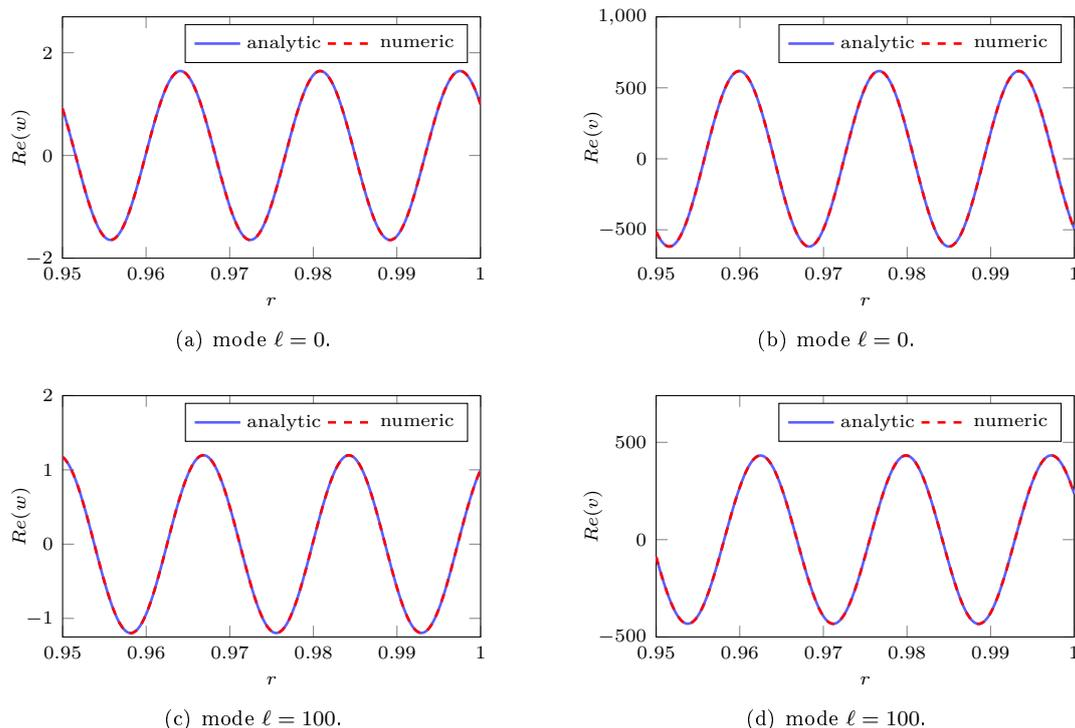 2
0
−2
0.95 0.96 0.97 0.98 0.99 1
Re(w)
r
analytic numeric
(a) mode ℓ = 0.
1,000
500
0
−500
0.95 0.96 0.97 0.98 0.99 1
Re(v)
r
analytic numeric
(b) mode ℓ = 0.
2
1
0
−1
0.95 0.96 0.97 0.98 0.99 1
Re(w)
r
analytic numeric
(c) mode ℓ = 100.
500
0
−500
0.95 0.96 0.97 0.98 0.99 1
Re(v)
r
analytic numeric
(d) mode ℓ = 100.